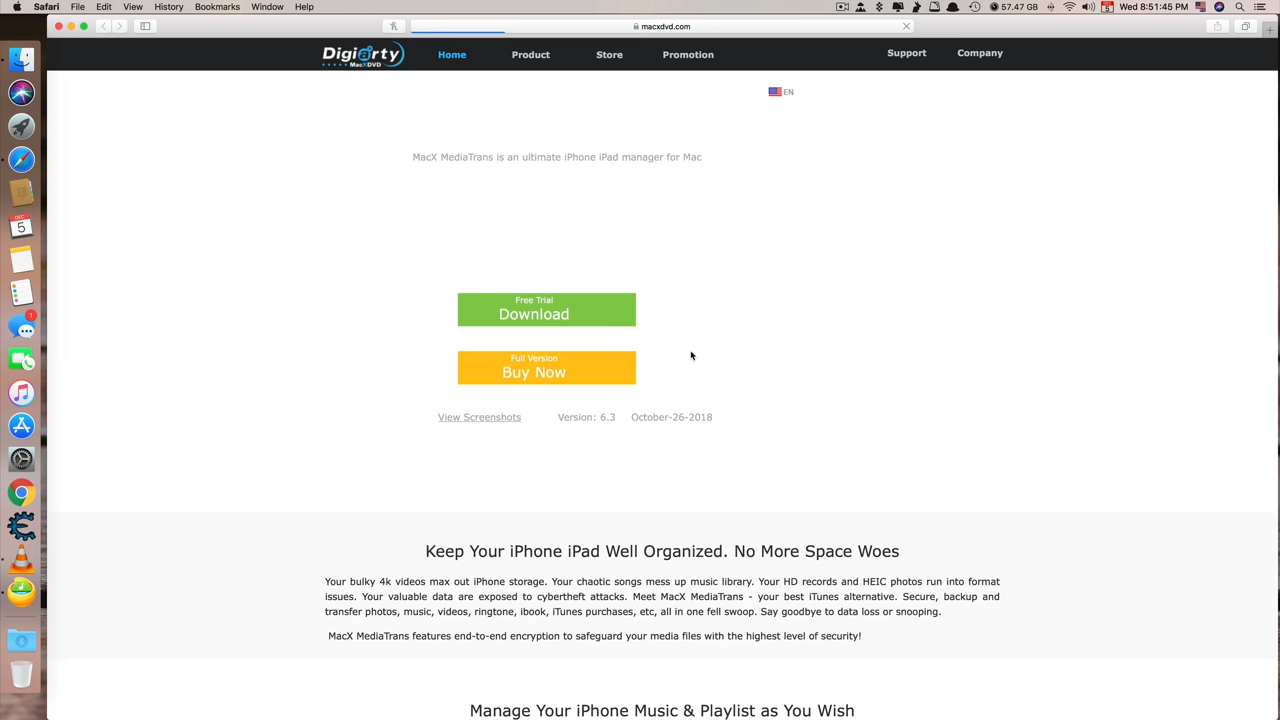 Safari File Edit View History Bookmarks Window Help
57.47 GB Wed 8:51:45 PM
macxdvd.com
Digiarty
MacXDVD
Home Product Store Promotion Support Company
EN
MacX MediaTrans is an ultimate iPhone iPad manager for Mac
Free Trial
Download
Full Version
Buy Now
View Screenshots Version: 6.3 October-26-2018
DEC
5
1
Keep Your iPhone iPad Well Organized. No More Space Woes
Your bulky 4k videos max out iPhone storage. Your chaotic songs mess up music library. Your HD records and HEIC photos run into format
issues. Your valuable data are exposed to cybertheft attacks. Meet MacX MediaTrans - your best iTunes alternative. Secure, backup and
transfer photos, music, videos, ringtone, ibook, iTunes purchases, etc, all in one fell swoop. Say goodbye to data loss or snooping.
MacX MediaTrans features end-to-end encryption to safeguard your media files with the highest level of security!
Manage Your iPhone Music & Playlist as You Wish